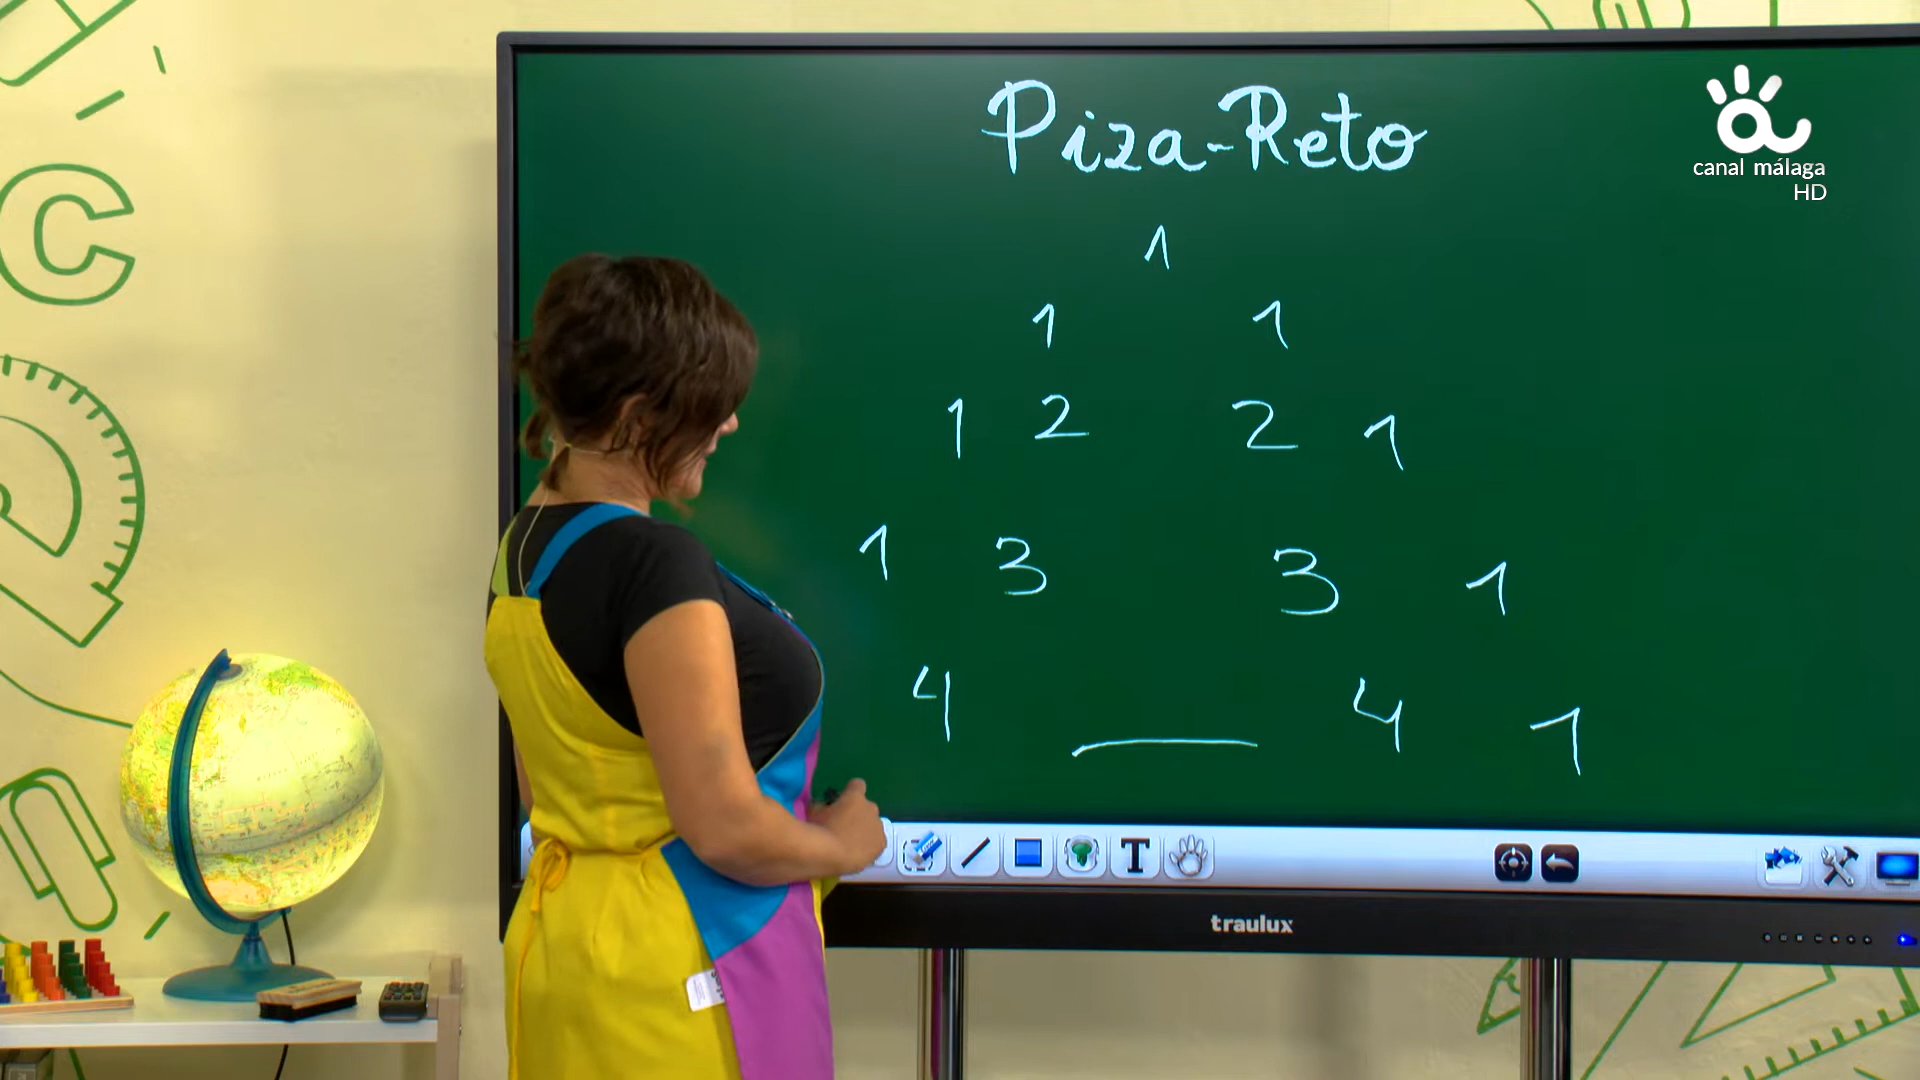 Piza-Reto
canal málaga
HD
1
1 1
1 2 2 1
1 3 3 1
4 ___ 4 1
T
traulux
C